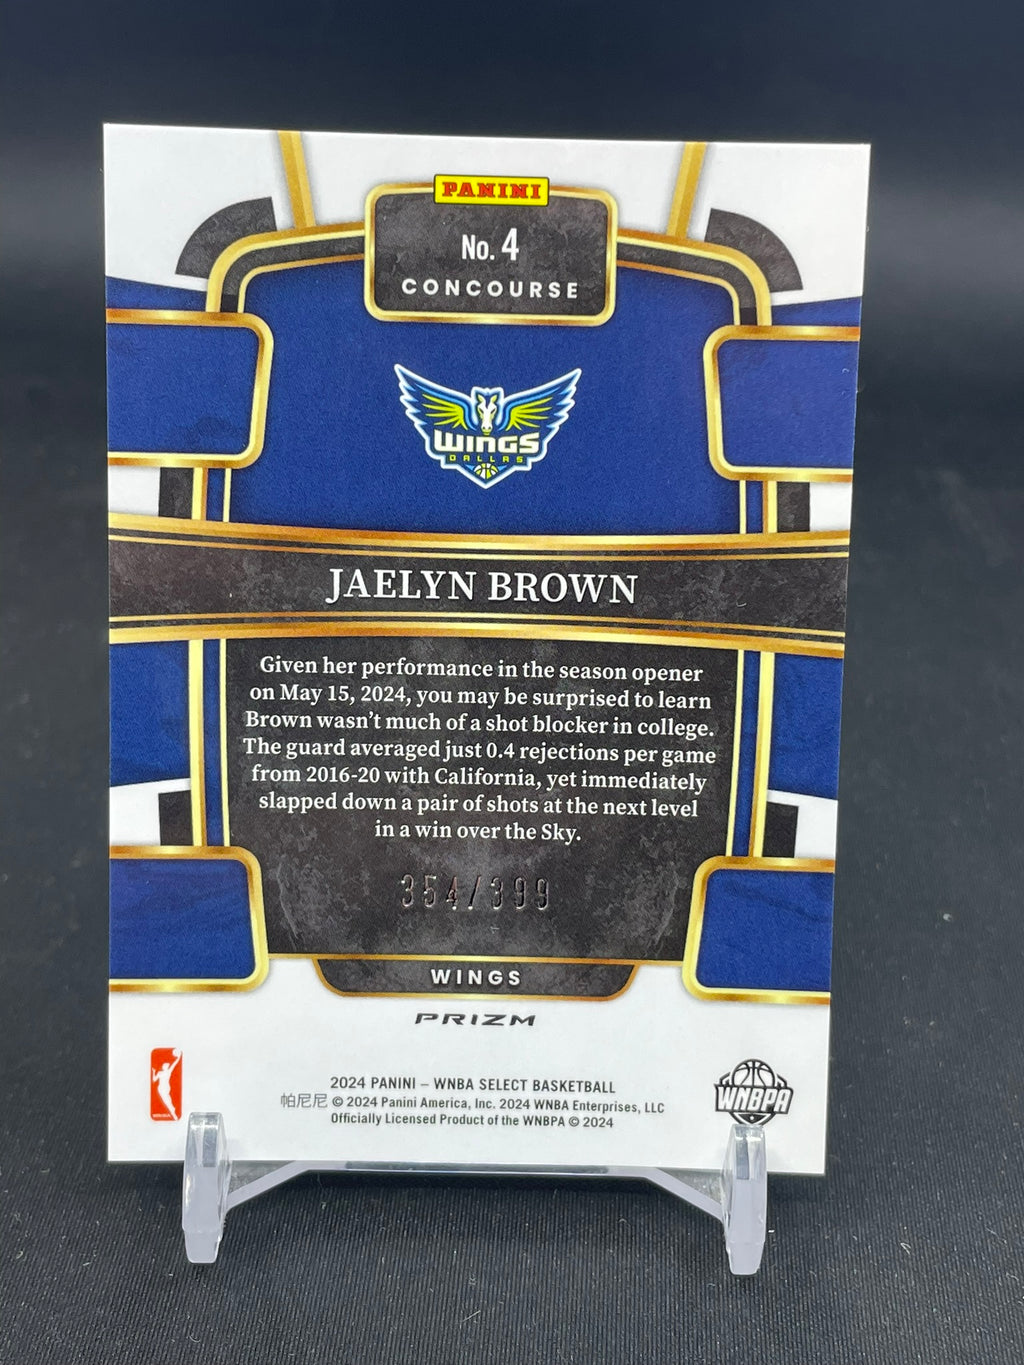 PANINI
No. 4
CONCOURSE
WINGS
DALLAS
JAELYN BROWN
Given her performance in the season opener
on May 15, 2024, you may be surprised to learn
Brown wasn't much of a shot blocker in college.
The guard averaged just 0.4 rejections per game
from 2016-20 with California, yet immediately
slapped down a pair of shots at the next level
in a win over the Sky.
354/399
WINGS
PRIZM
2024 PANINI – WNBA SELECT BASKETBALL
帕尼尼 © 2024 Panini America, Inc. 2024 WNBA Enterprises, LLC
Officially Licensed Product of the WNBPA © 2024
WNBPA